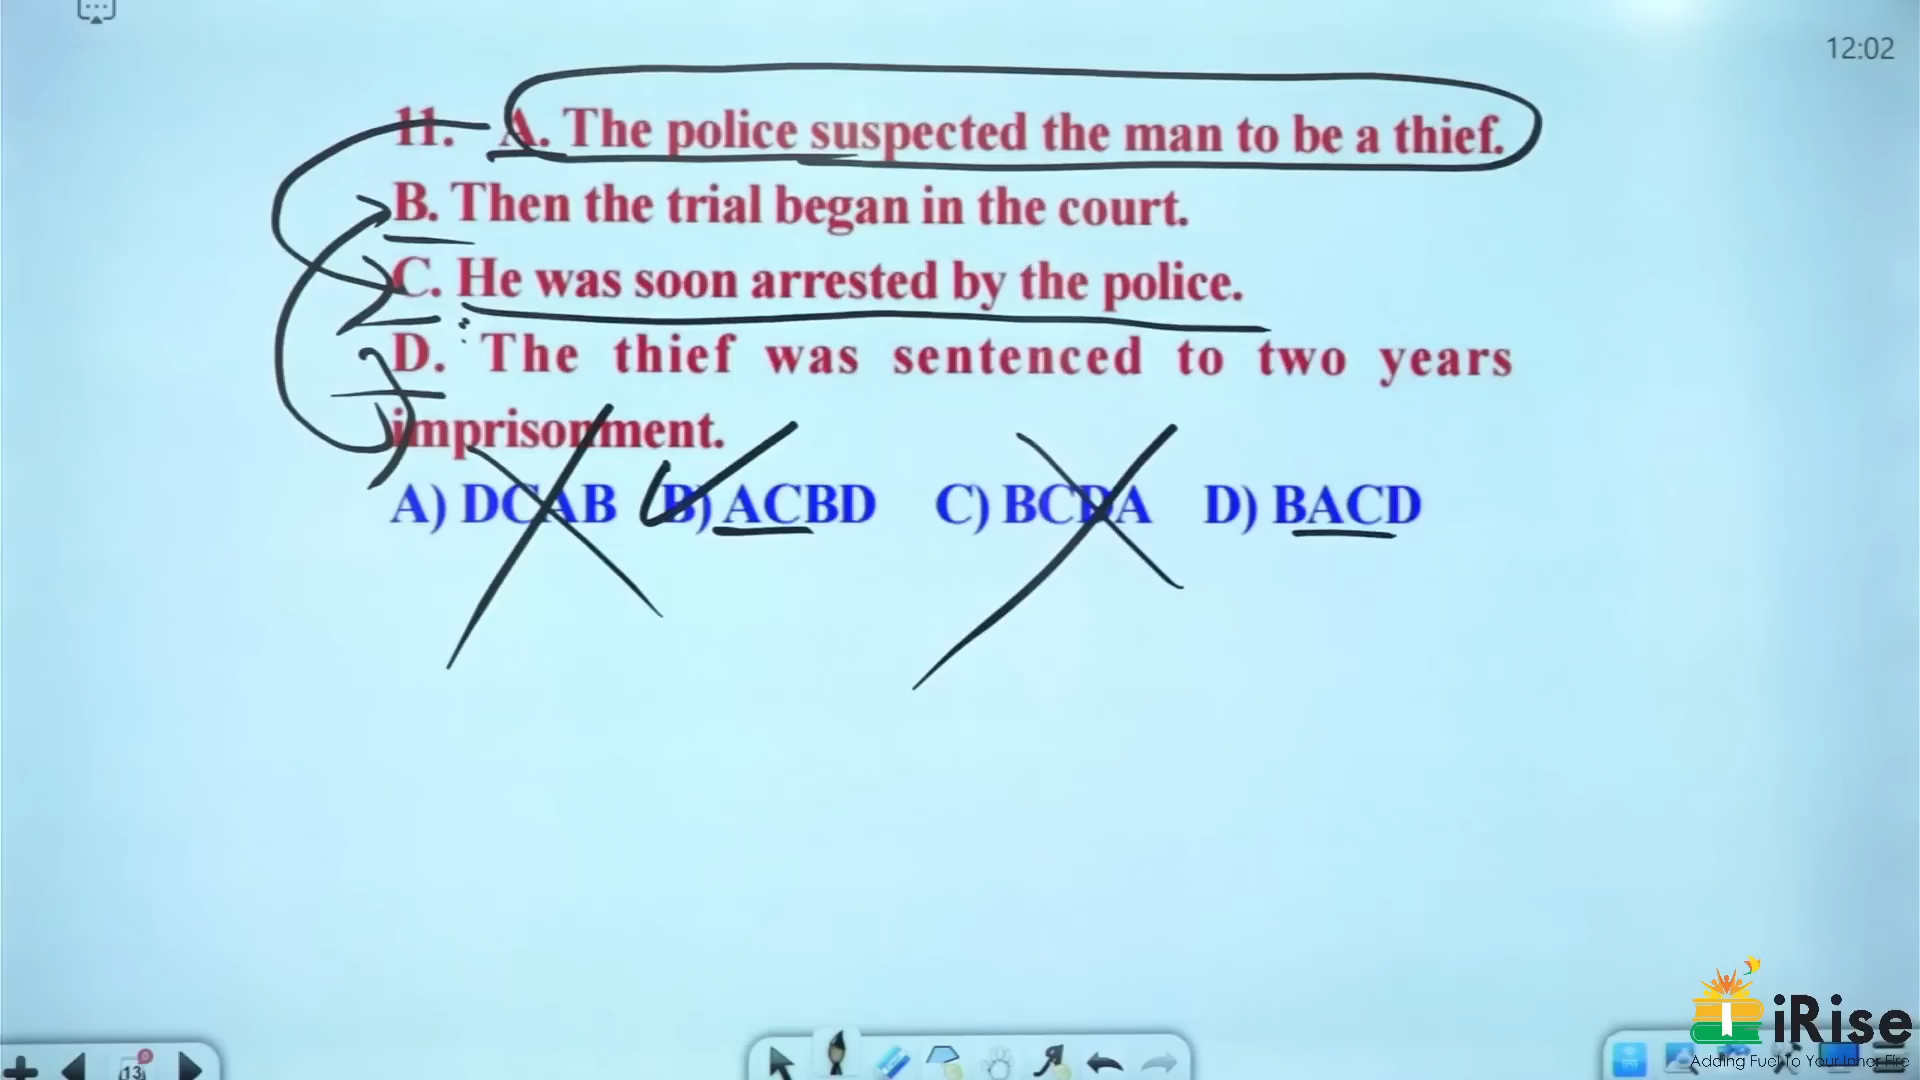 12:02
11. A. The police suspected the man to be a thief.
B. Then the trial began in the court.
C. He was soon arrested by the police.
D. The thief was sentenced to two years
imprisonment.
A) DCAB B) ACBD C) BCDA D) BACD
13
iRise
Adding Fuel To Your Inner Fire